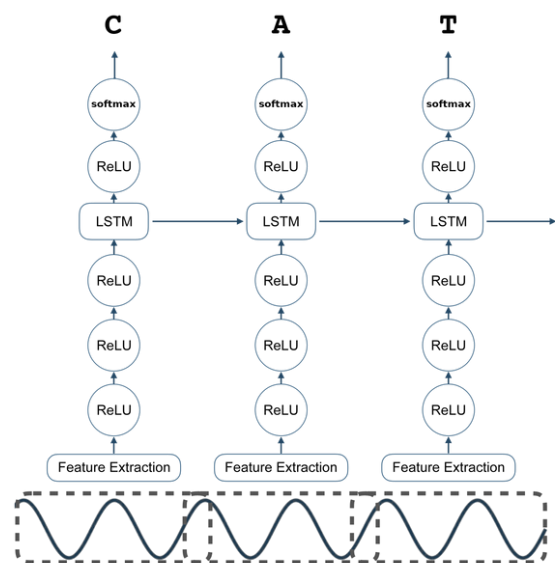 C A T
softmax softmax softmax
ReLU ReLU ReLU
LSTM LSTM LSTM
ReLU ReLU ReLU
ReLU ReLU ReLU
ReLU ReLU ReLU
Feature Extraction Feature Extraction Feature Extraction